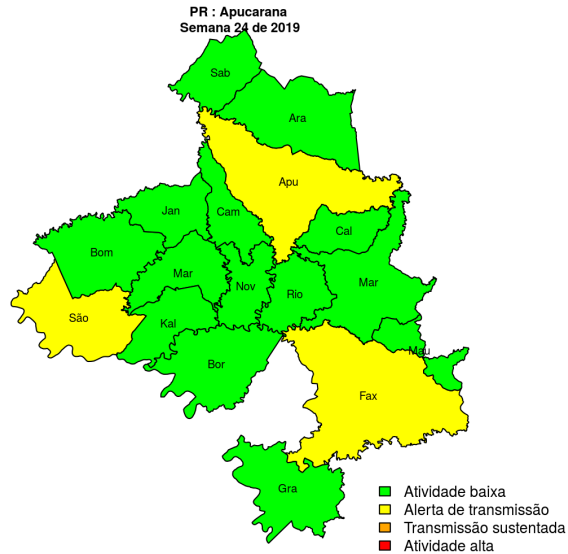 PR : Apucarana
Semana 24 de 2019
Sab
Ara
Apu
Jan
Cam
Cal
Bom
Mar
Nov
Rio
Mar
São
Kal
Mau
Bor
Fax
Gra
Atividade baixa
Alerta de transmissão
Transmissão sustentada
Atividade alta